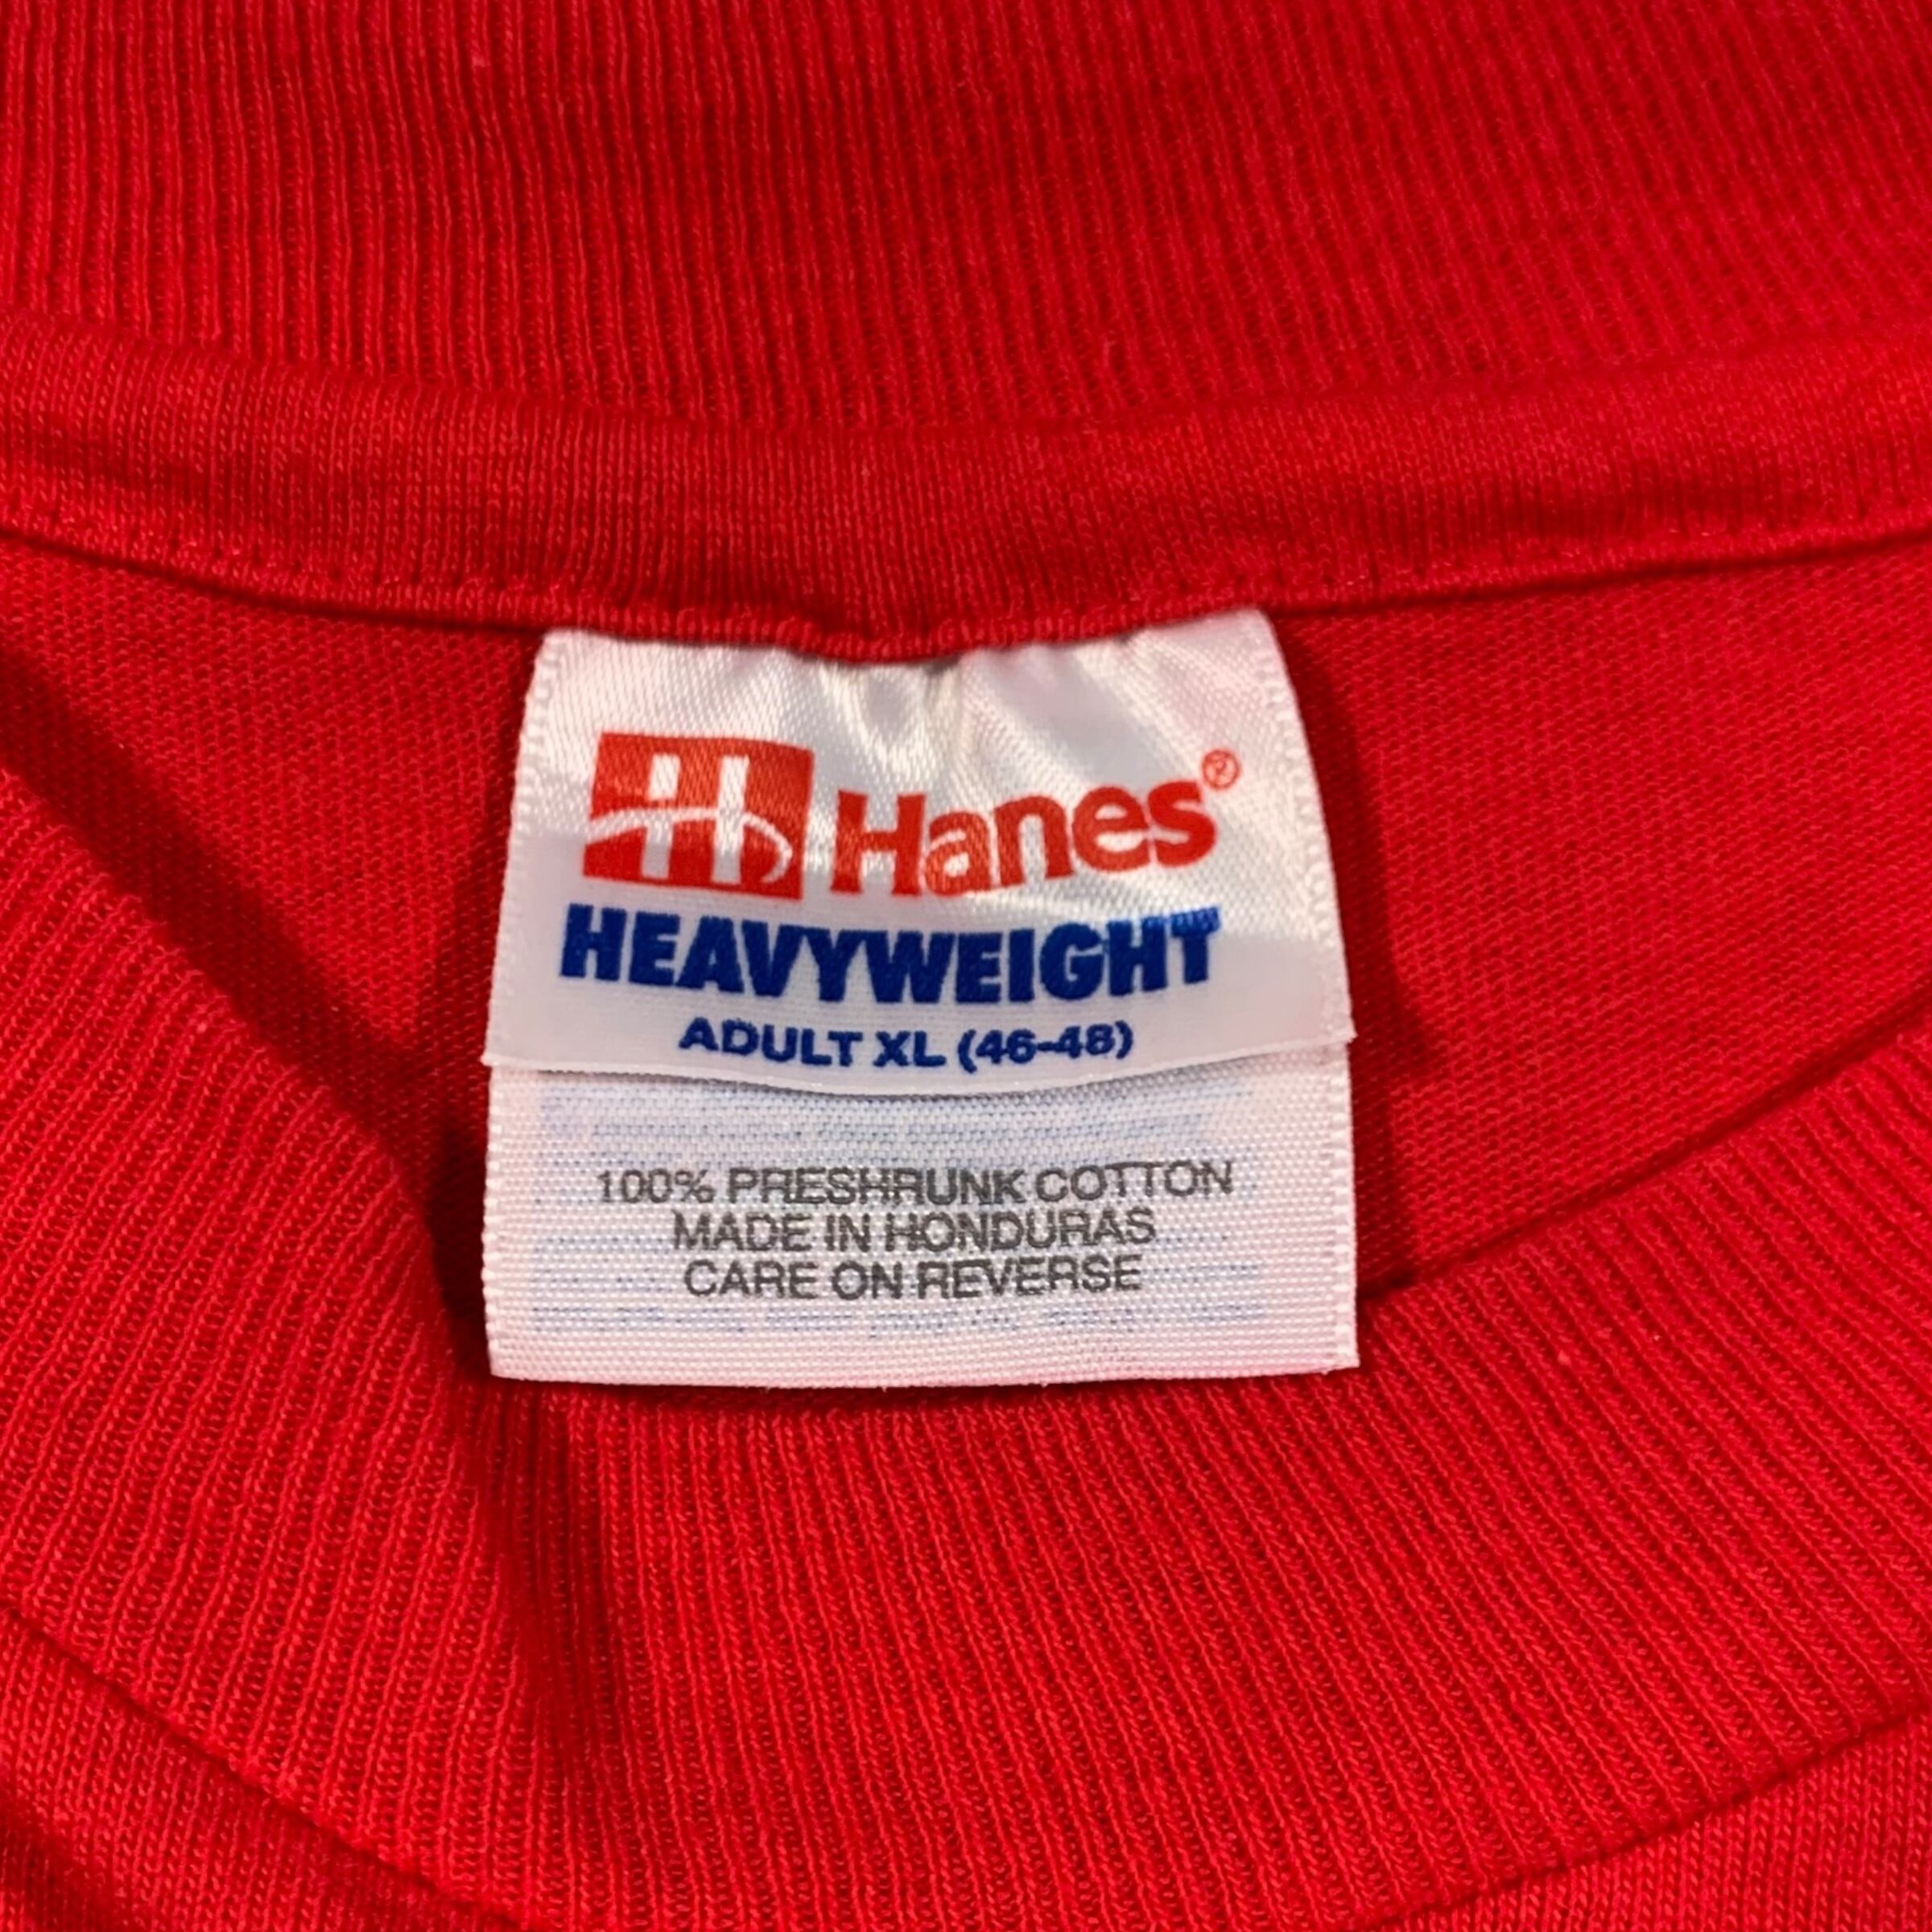 Hanes®
HEAVYWEIGHT
ADULT XL (46-48)
100% PRESHRUNK COTTON
MADE IN HONDURAS
CARE ON REVERSE